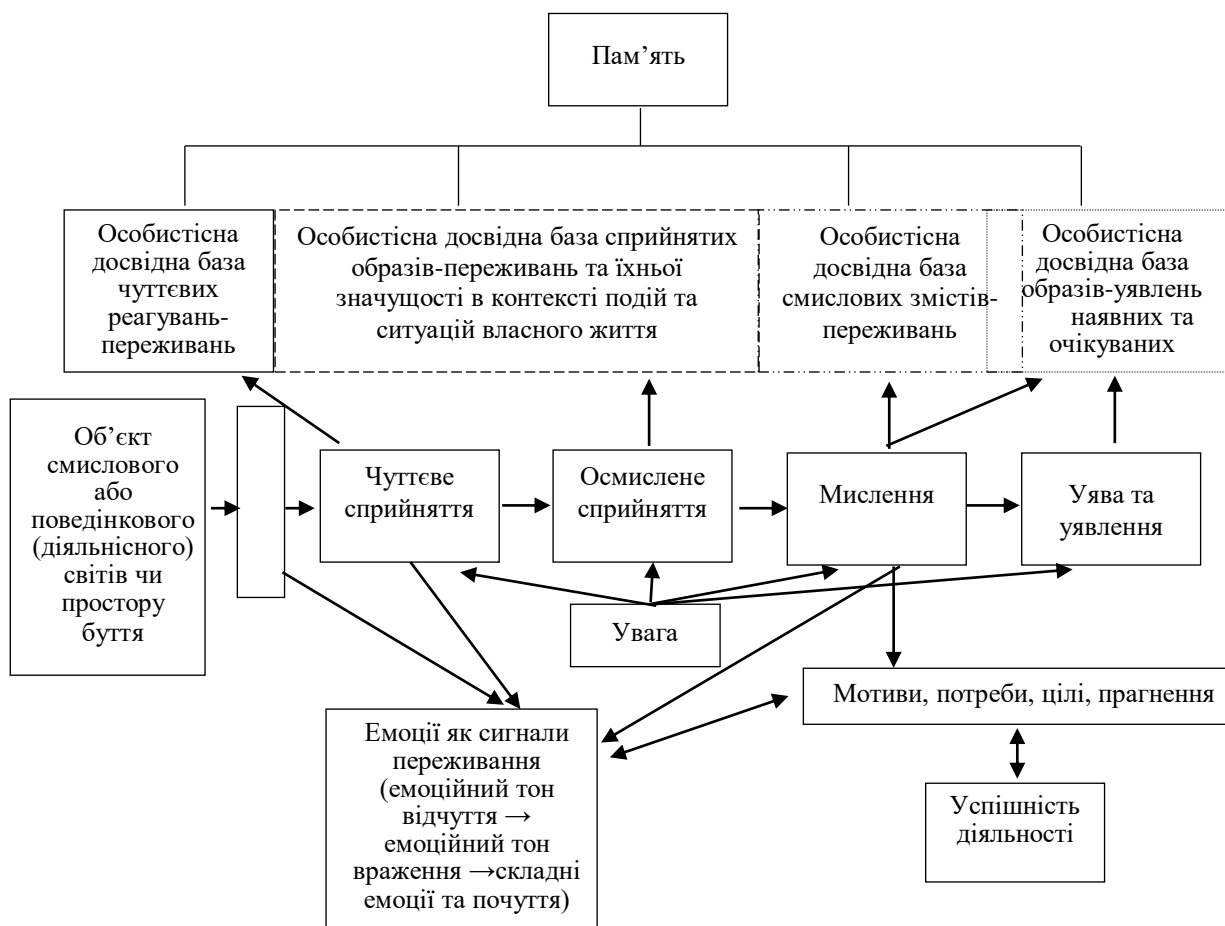 Пам’ять
Особистісна
досвідна база
чуттєвих
реагувань-
переживань
Особистісна досвідна база сприйнятих
образів-переживань та їхньої
значущості в контексті подій та
ситуацій власного життя
Особистісна
досвідна база
смислових змістів-
переживань
Особистісна
досвідна база
образів-уявлень
наявних та
очікуваних
Об’єкт
смислового
або
поведінкового
(діяльнісного)
світів чи
простору
буття
Чуттєве
сприйняття
Осмислене
сприйняття
Мислення
Уява та
уявлення
Увага
Мотиви, потреби, цілі, прагнення
Емоції як сигнали
переживання
(емоційний тон
відчуття →
емоційний тон
враження →складні
емоції та почуття)
Успішність
діяльності